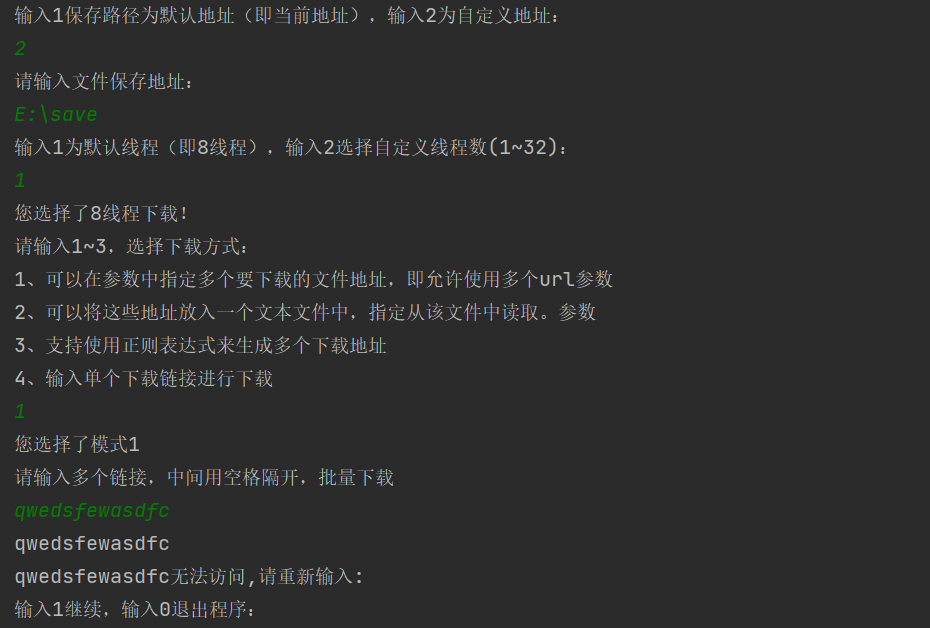 输入1保存路径为默认地址（即当前地址），输入2为自定义地址：
2
请输入文件保存地址：
E:\save
输入1为默认线程（即8线程），输入2选择自定义线程数(1~32)：
1
您选择了8线程下载！
请输入1~3，选择下载方式：
1、可以在参数中指定多个要下载的文件地址，即允许使用多个url参数
2、可以将这些地址放入一个文本文件中，指定从该文件中读取。参数
3、支持使用正则表达式来生成多个下载地址
4、输入单个下载链接进行下载
1
您选择了模式1
请输入多个链接，中间用空格隔开，批量下载
qwedsfewasdfc
qwedsfewasdfc
qwedsfewasdfc无法访问,请重新输入：
输入1继续，输入0退出程序：